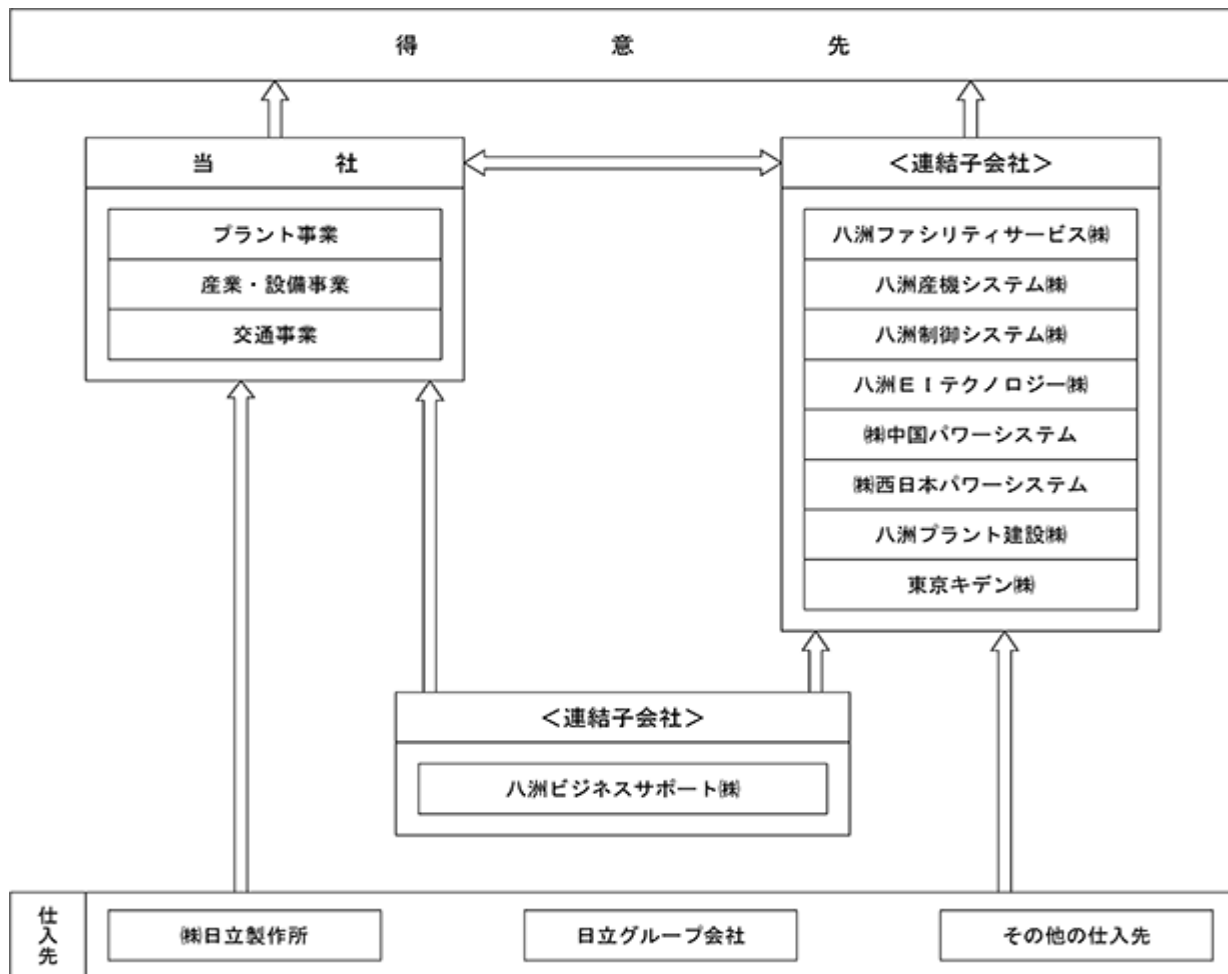 得意先
当社
プラント事業
産業・設備事業
交通事業
＜連結子会社＞
八洲ファシリティサービス㈱
八洲産機システム㈱
八洲制御システム㈱
八洲ＥＩテクノロジー㈱
㈱中国パワーシステム
㈱西日本パワーシステム
八洲プラント建設㈱
東京キデン㈱
＜連結子会社＞
八洲ビジネスサポート㈱
仕入先
㈱日立製作所
日立グループ会社
その他の仕入先